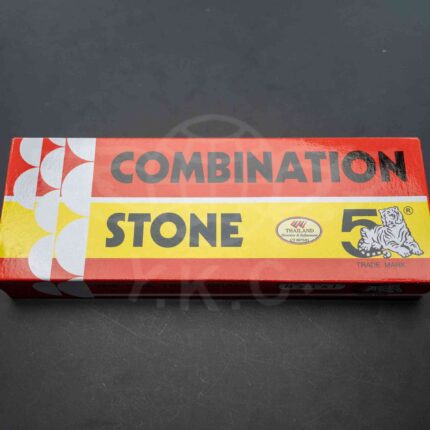 COMBINATION
STONE
THAILAND
5
®
TRADE MARK
Y.K.G